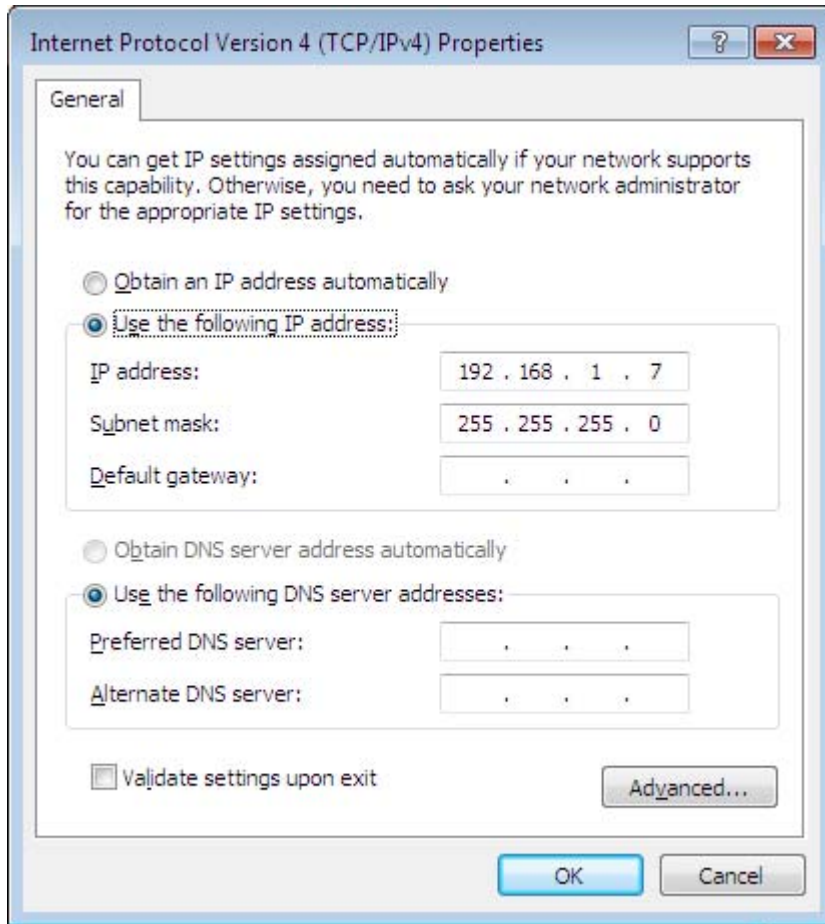 Internet Protocol Version 4 (TCP/IPv4) Properties
?
General
You can get IP settings assigned automatically if your network supports
this capability. Otherwise, you need to ask your network administrator
for the appropriate IP settings.
Obtain an IP address automatically
Use the following IP address:
IP address: 192 . 168 . 1 . 7
Subnet mask: 255 . 255 . 255 . 0
Default gateway: . . .
Obtain DNS server address automatically
Use the following DNS server addresses:
Preferred DNS server: . . .
Alternate DNS server: . . .
Validate settings upon exit
Advanced...
OK Cancel